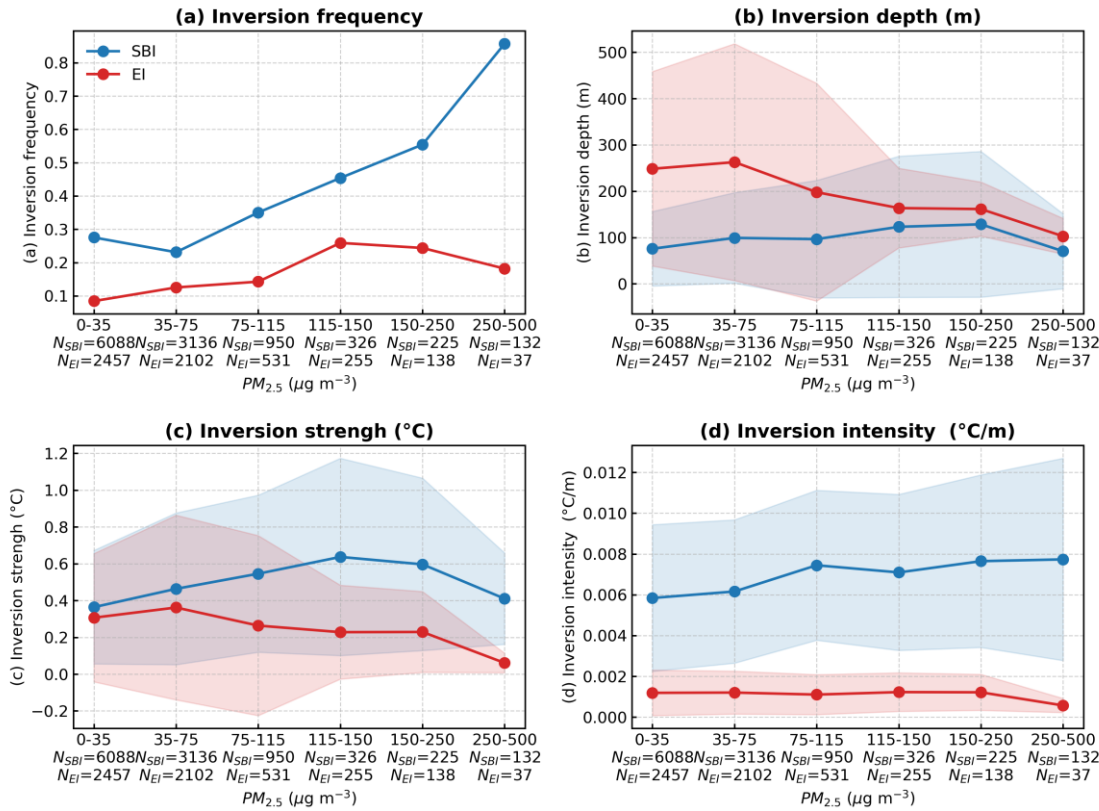 (a) Inversion frequency
(a) Inversion frequency
0.8
0.7
0.6
0.5
0.4
0.3
0.2
0.1
SBI
EI
0-35 35-75 75-115 115-150 150-250 250-500
N_SBI=6088 N_SBI=3136 N_SBI=950 N_SBI=326 N_SBI=225 N_SBI=132
N_EI=2457 N_EI=2102 N_EI=531 N_EI=255 N_EI=138 N_EI=37
PM2.5 (μg m⁻³)
(b) Inversion depth (m)
(b) Inversion depth (m)
500
400
300
200
100
0
0-35 35-75 75-115 115-150 150-250 250-500
N_SBI=6088 N_SBI=3136 N_SBI=950 N_SBI=326 N_SBI=225 N_SBI=132
N_EI=2457 N_EI=2102 N_EI=531 N_EI=255 N_EI=138 N_EI=37
PM2.5 (μg m⁻³)
(c) Inversion strengh (°C)
(c) Inversion strengh (°C)
1.2
1.0
0.8
0.6
0.4
0.2
0.0
−0.2
0-35 35-75 75-115 115-150 150-250 250-500
N_SBI=6088 N_SBI=3136 N_SBI=950 N_SBI=326 N_SBI=225 N_SBI=132
N_EI=2457 N_EI=2102 N_EI=531 N_EI=255 N_EI=138 N_EI=37
PM2.5 (μg m⁻³)
(d) Inversion intensity (°C/m)
(d) Inversion intensity (°C/m)
0.012
0.010
0.008
0.006
0.004
0.002
0.000
0-35 35-75 75-115 115-150 150-250 250-500
N_SBI=6088 N_SBI=3136 N_SBI=950 N_SBI=326 N_SBI=225 N_SBI=132
N_EI=2457 N_EI=2102 N_EI=531 N_EI=255 N_EI=138 N_EI=37
PM2.5 (μg m⁻³)